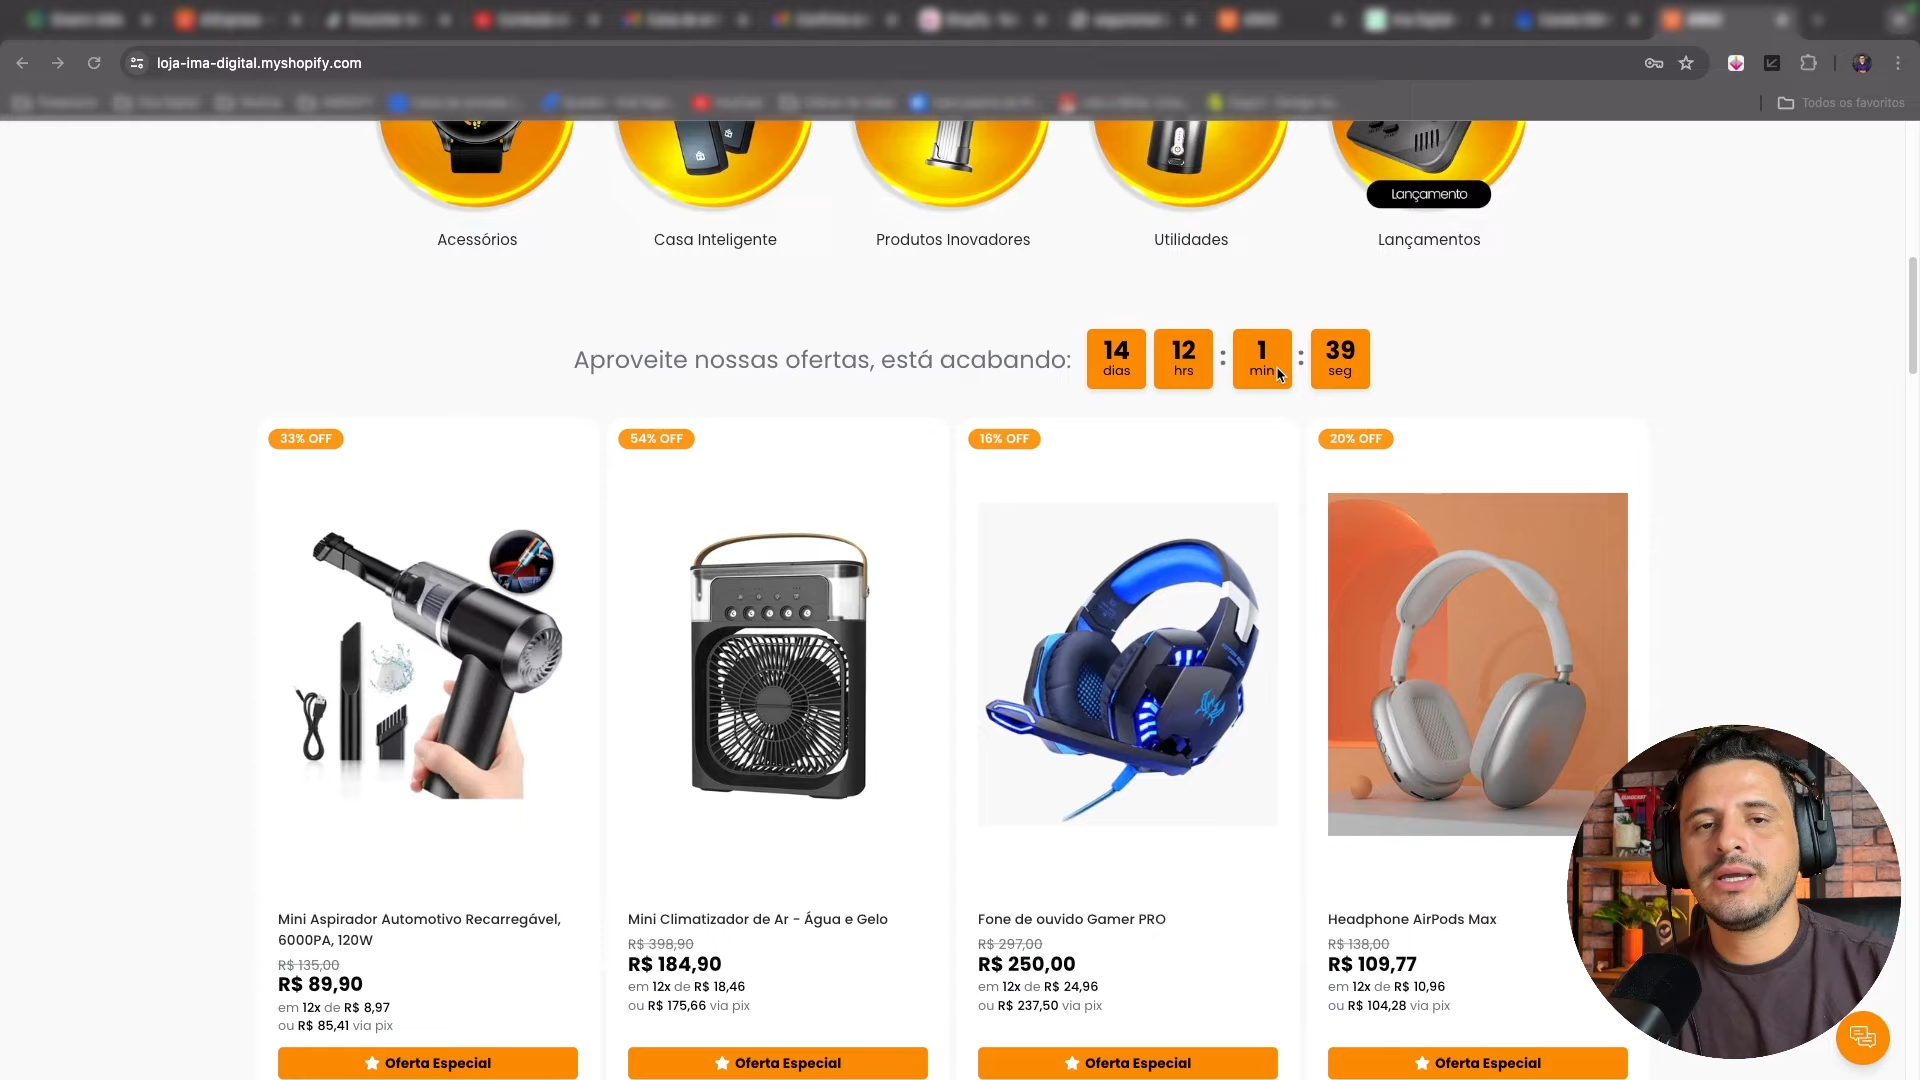 loja-ima-digital.myshopify.com
Todos os favoritos
Lançamento
Acessórios
Casa Inteligente
Produtos Inovadores
Utilidades
Lançamentos
Aproveite nossas ofertas, está acabando:
14
dias
12
hrs
:
1
min
:
39
seg
33% OFF
54% OFF
16% OFF
20% OFF
Mini Aspirador Automotivo Recarregável,
6000PA, 120W
R$ 135,00
R$ 89,90
em 12x de R$ 8,97
ou R$ 85,41 via pix
Oferta Especial
Mini Climatizador de Ar - Água e Gelo
R$ 398,90
R$ 184,90
em 12x de R$ 18,46
ou R$ 175,66 via pix
Oferta Especial
Fone de ouvido Gamer PRO
R$ 297,00
R$ 250,00
em 12x de R$ 24,96
ou R$ 237,50 via pix
Oferta Especial
Headphone AirPods Max
R$ 138,00
R$ 109,77
em 12x de R$ 10,96
ou R$ 104,28 via pix
Oferta Especial